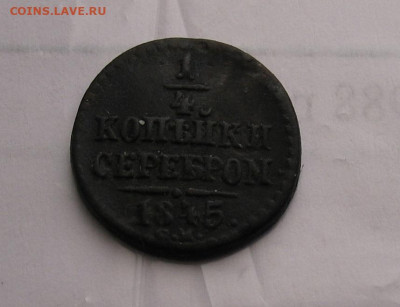 COINS.LAVE.RU
1
4.
КОПѢЙКИ
СЕРЕБРОМ
1845.
С.М.